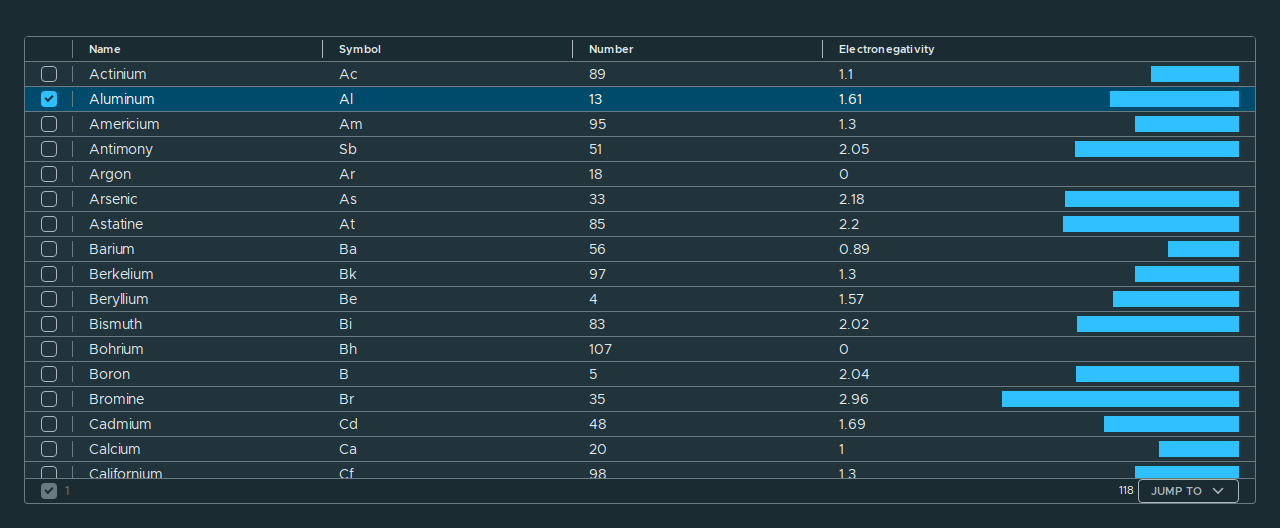 Name Symbol Number Electronegativity
Actinium Ac 89 1.1
Aluminum Al 13 1.61
Americium Am 95 1.3
Antimony Sb 51 2.05
Argon Ar 18 0
Arsenic As 33 2.18
Astatine At 85 2.2
Barium Ba 56 0.89
Berkelium Bk 97 1.3
Beryllium Be 4 1.57
Bismuth Bi 83 2.02
Bohrium Bh 107 0
Boron B 5 2.04
Bromine Br 35 2.96
Cadmium Cd 48 1.69
Calcium Ca 20 1
Californium Cf 98 1.3
1 118 JUMP TO